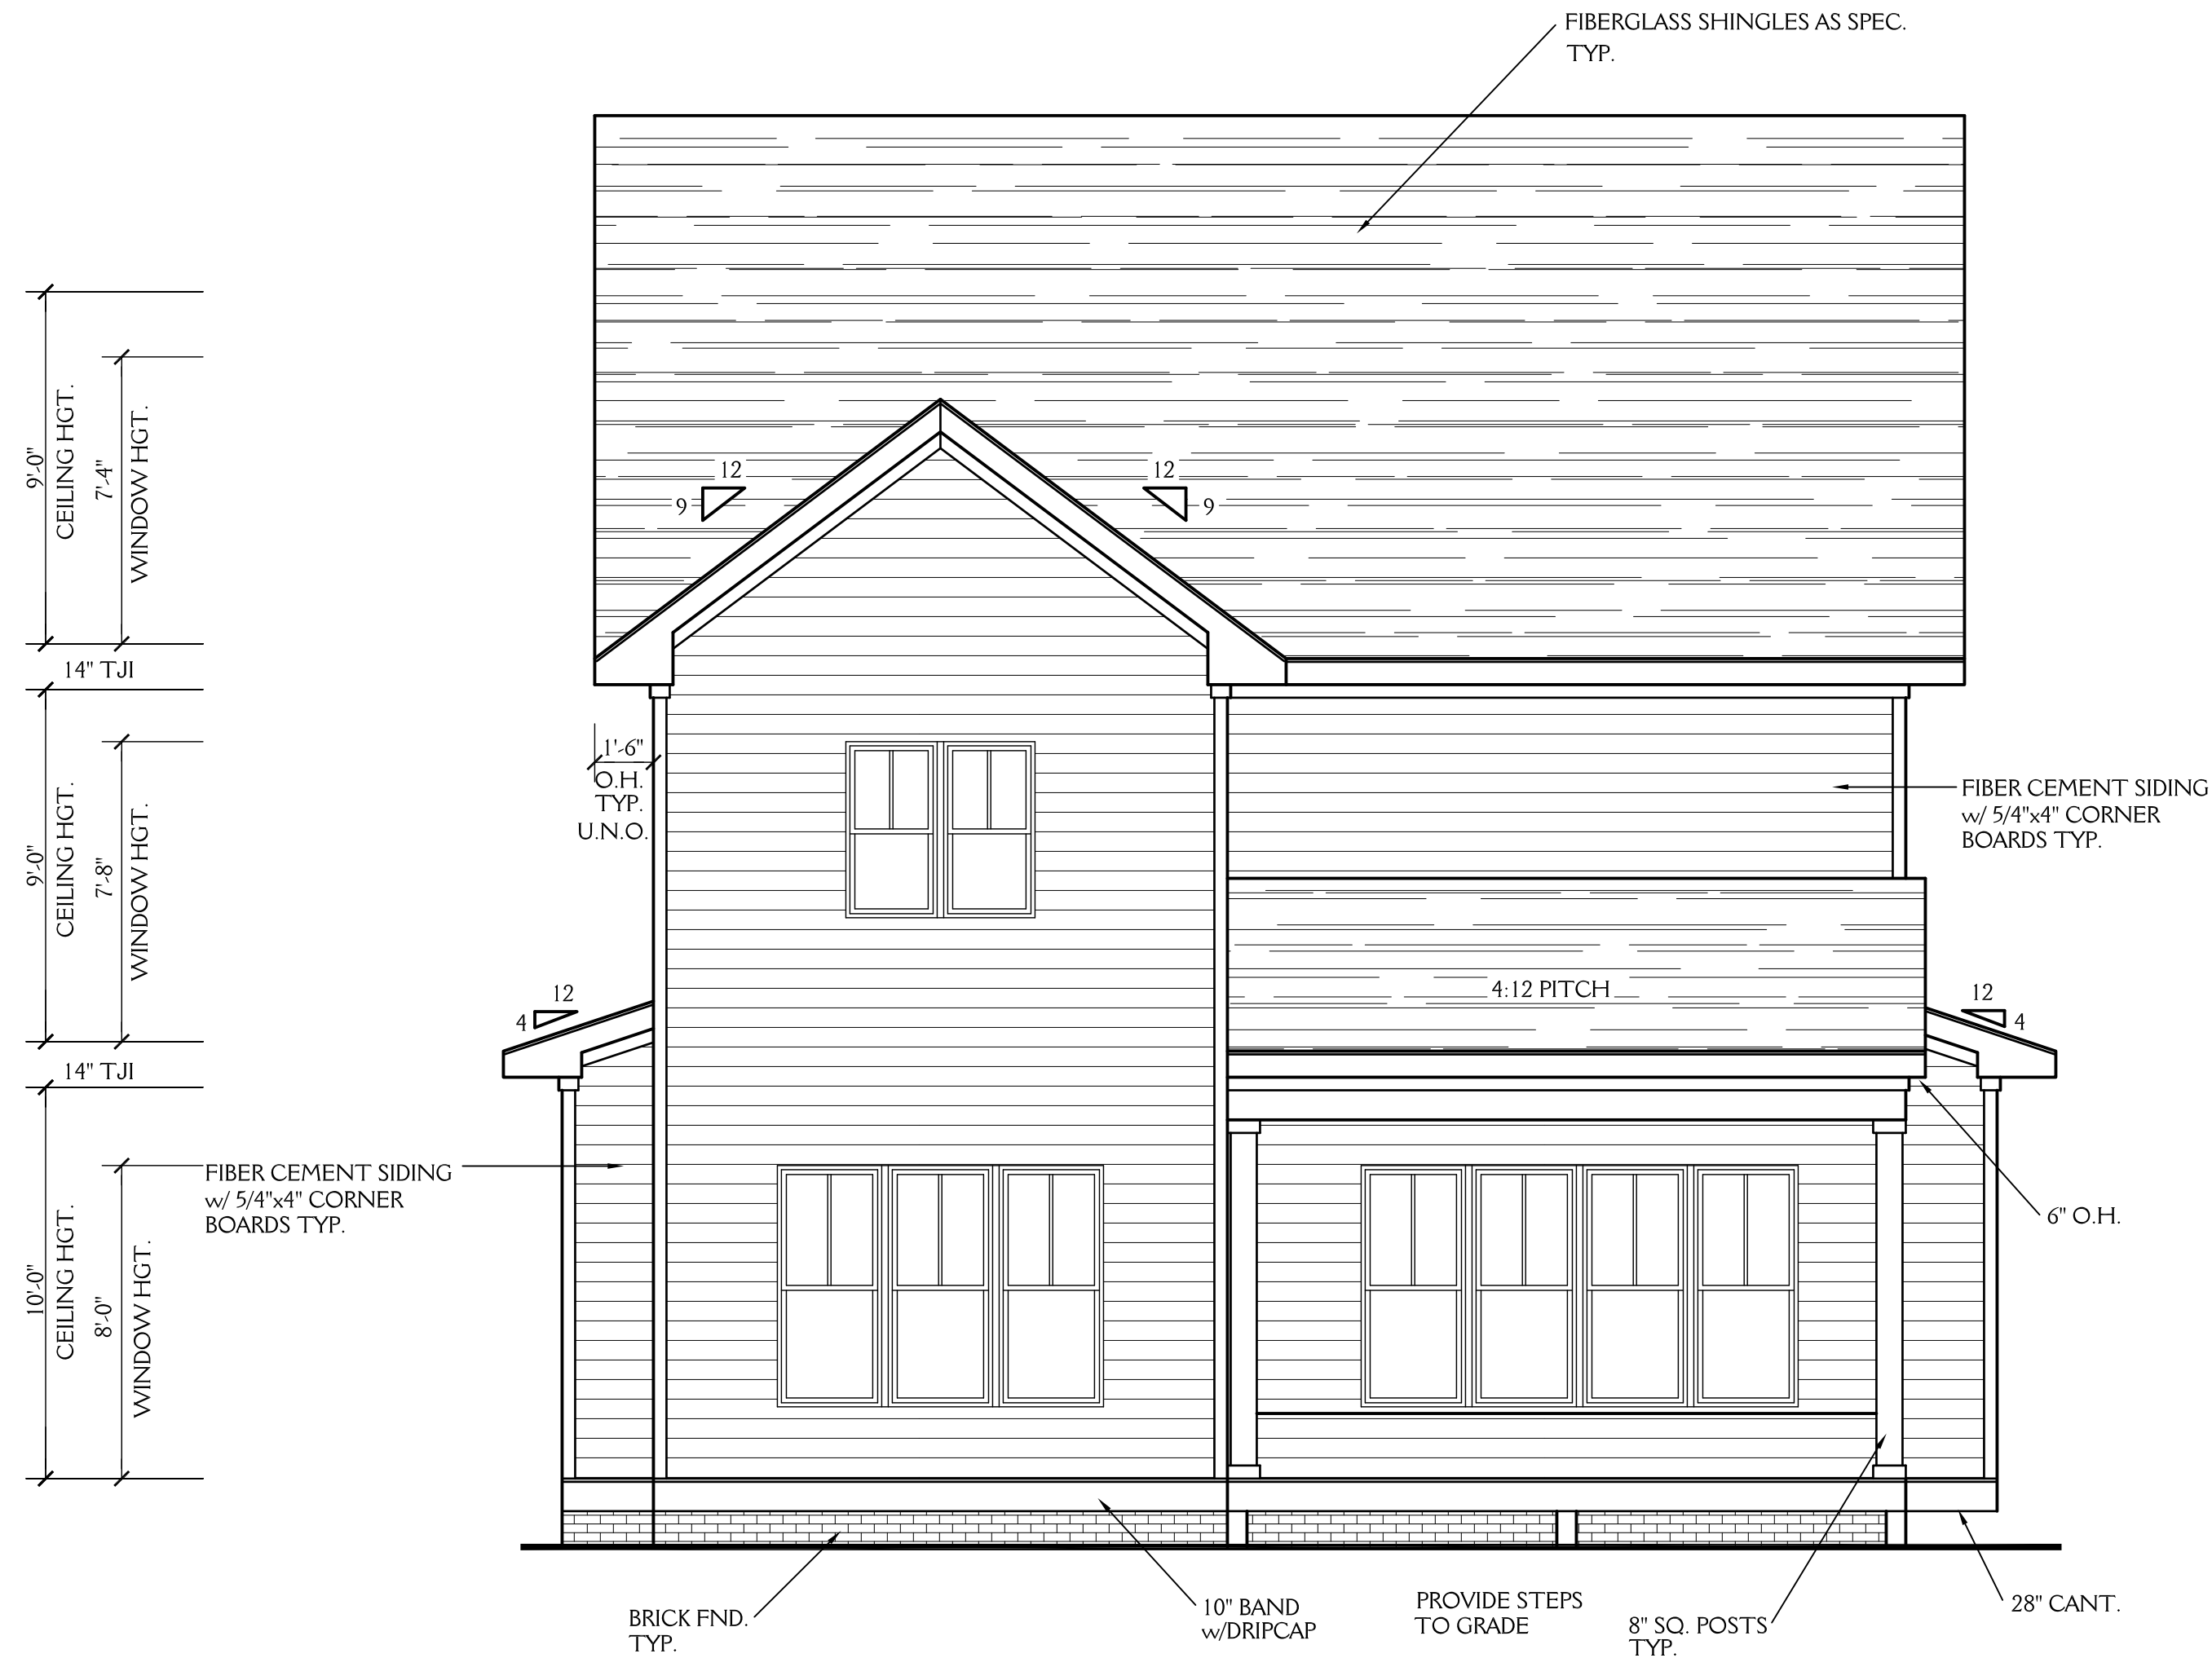 FIBERGLASS SHINGLES AS SPEC.
TYP.
12
9
12
9
9'-0"
CEILING HGT.
7'-4"
WINDOW HGT.
14" TJI
1'-6"
O.H.
TYP.
U.N.O.
9'-0"
CEILING HGT.
7'-8"
WINDOW HGT.
FIBER CEMENT SIDING
w/ 5/4"x4" CORNER
BOARDS TYP.
4:12 PITCH
12
4
12
4
14" TJI
FIBER CEMENT SIDING
w/ 5/4"x4" CORNER
BOARDS TYP.
10'-0"
CEILING HGT.
8'-0"
WINDOW HGT.
6" O.H.
BRICK FND.
TYP.
10" BAND
w/DRIPCAP
PROVIDE STEPS
TO GRADE
8" SQ. POSTS
TYP.
28" CANT.